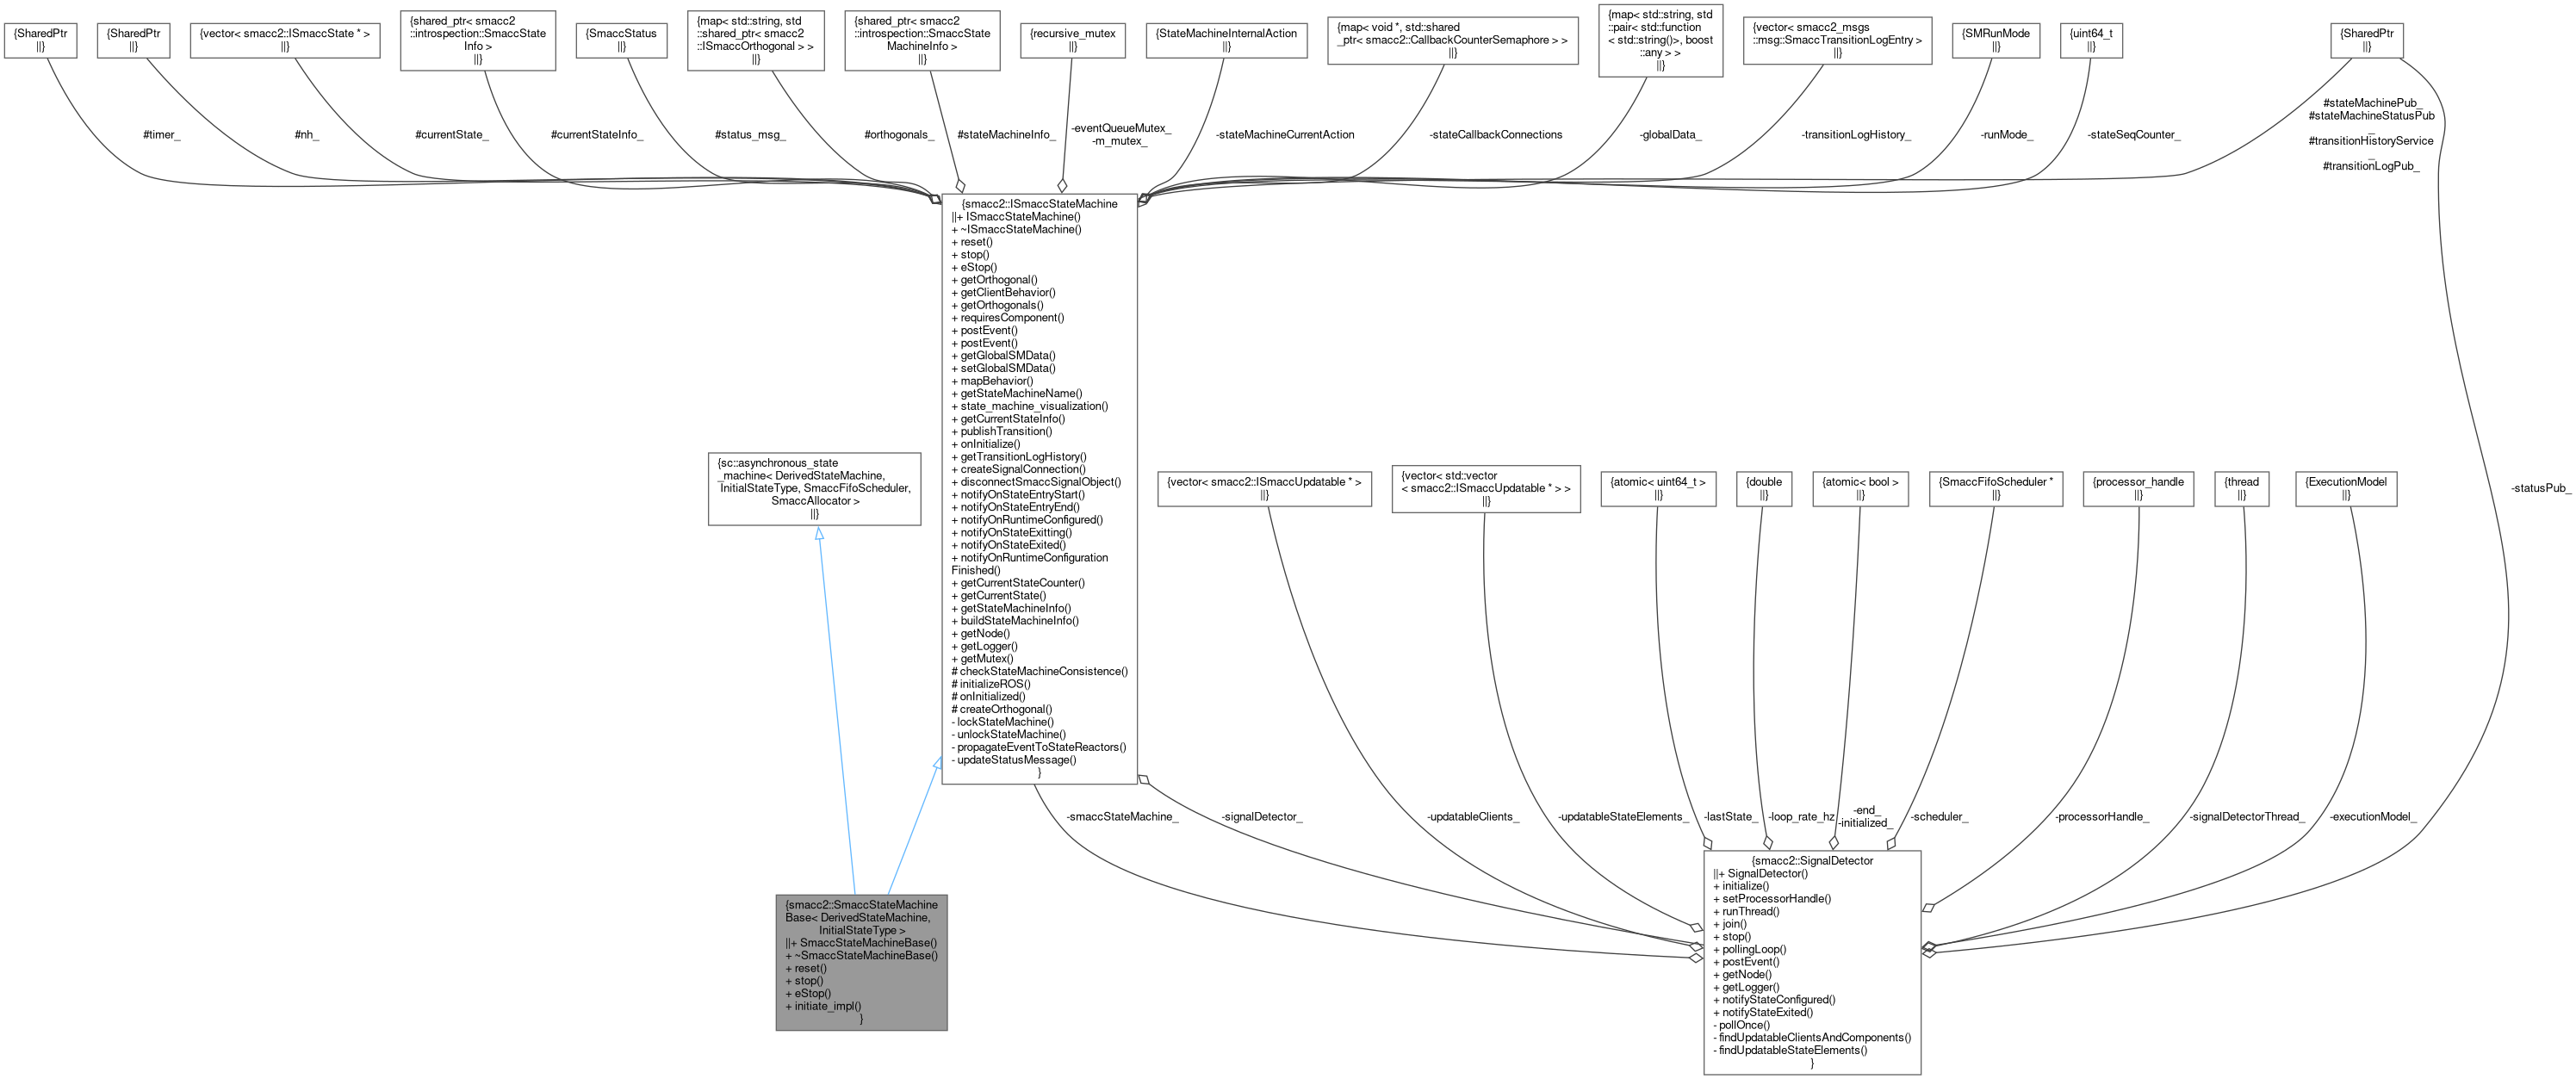 {SharedPtr
||}
{SharedPtr
||}
{vector< smacc2::ISmaccState * >
||}
{shared_ptr< smacc2
::introspection::SmaccState
Info >
||}
{SmaccStatus
||}
{map< std::string, std
::shared_ptr< smacc2
::ISmaccOrthogonal > >
||}
{shared_ptr< smacc2
::introspection::SmaccState
MachineInfo >
||}
{recursive_mutex
||}
{StateMachineInternalAction
||}
{map< void *, std::shared
_ptr< smacc2::CallbackCounterSemaphore > >
||}
{map< std::string, std
::pair< std::function
< std::string()>, boost
::any > >
||}
{vector< smacc2_msgs
::msg::SmaccTransitionLogEntry >
||}
{SMRunMode
||}
{uint64_t
||}
{SharedPtr
||}
#timer_
#nh_
#currentState_
#currentStateInfo_
#status_msg_
#orthogonals_
#stateMachineInfo_
-eventQueueMutex_
-m_mutex_
-stateMachineCurrentAction
-stateCallbackConnections
-globalData_
-transitionLogHistory_
-runMode_
-stateSeqCounter_
#stateMachinePub_
#stateMachineStatusPub
_
#transitionHistoryService
_
#transitionLogPub_
{smacc2::ISmaccStateMachine
||+ ISmaccStateMachine()
+ ~ISmaccStateMachine()
+ reset()
+ stop()
+ eStop()
+ getOrthogonal()
+ getClientBehavior()
+ getOrthogonals()
+ requiresComponent()
+ postEvent()
+ postEvent()
+ getGlobalSMData()
+ setGlobalSMData()
+ mapBehavior()
+ getStateMachineName()
+ state_machine_visualization()
+ getCurrentStateInfo()
+ publishTransition()
+ onInitialize()
+ getTransitionLogHistory()
+ createSignalConnection()
+ disconnectSmaccSignalObject()
+ notifyOnStateEntryStart()
+ notifyOnStateEntryEnd()
+ notifyOnRuntimeConfigured()
+ notifyOnStateExitting()
+ notifyOnStateExited()
+ notifyOnRuntimeConfiguration
Finished()
+ getCurrentStateCounter()
+ getCurrentState()
+ getStateMachineInfo()
+ buildStateMachineInfo()
+ getNode()
+ getLogger()
+ getMutex()
# checkStateMachineConsistence()
# initializeROS()
# onInitialized()
# createOrthogonal()
- lockStateMachine()
- unlockStateMachine()
- propagateEventToStateReactors()
- updateStatusMessage()
}
{sc::asynchronous_state
_machine< DerivedStateMachine,
InitialStateType, SmaccFifoScheduler,
SmaccAllocator >
||}
{vector< smacc2::ISmaccUpdatable * >
||}
{vector< std::vector
< smacc2::ISmaccUpdatable * > >
||}
{atomic< uint64_t >
||}
{double
||}
{atomic< bool >
||}
{SmaccFifoScheduler *
||}
{processor_handle
||}
{thread
||}
{ExecutionModel
||}
-statusPub_
-smaccStateMachine_
-signalDetector_
-updatableClients_
-updatableStateElements_
-lastState_
-loop_rate_hz
-end_
-initialized_
-scheduler_
-processorHandle_
-signalDetectorThread_
-executionModel_
{smacc2::SmaccStateMachine
Base< DerivedStateMachine,
InitialStateType >
||+ SmaccStateMachineBase()
+ ~SmaccStateMachineBase()
+ reset()
+ stop()
+ eStop()
+ initiate_impl()
}
{smacc2::SignalDetector
||+ SignalDetector()
+ initialize()
+ setProcessorHandle()
+ runThread()
+ join()
+ stop()
+ pollingLoop()
+ postEvent()
+ getNode()
+ getLogger()
+ notifyStateConfigured()
+ notifyStateExited()
- pollOnce()
- findUpdatableClientsAndComponents()
- findUpdatableStateElements()
}